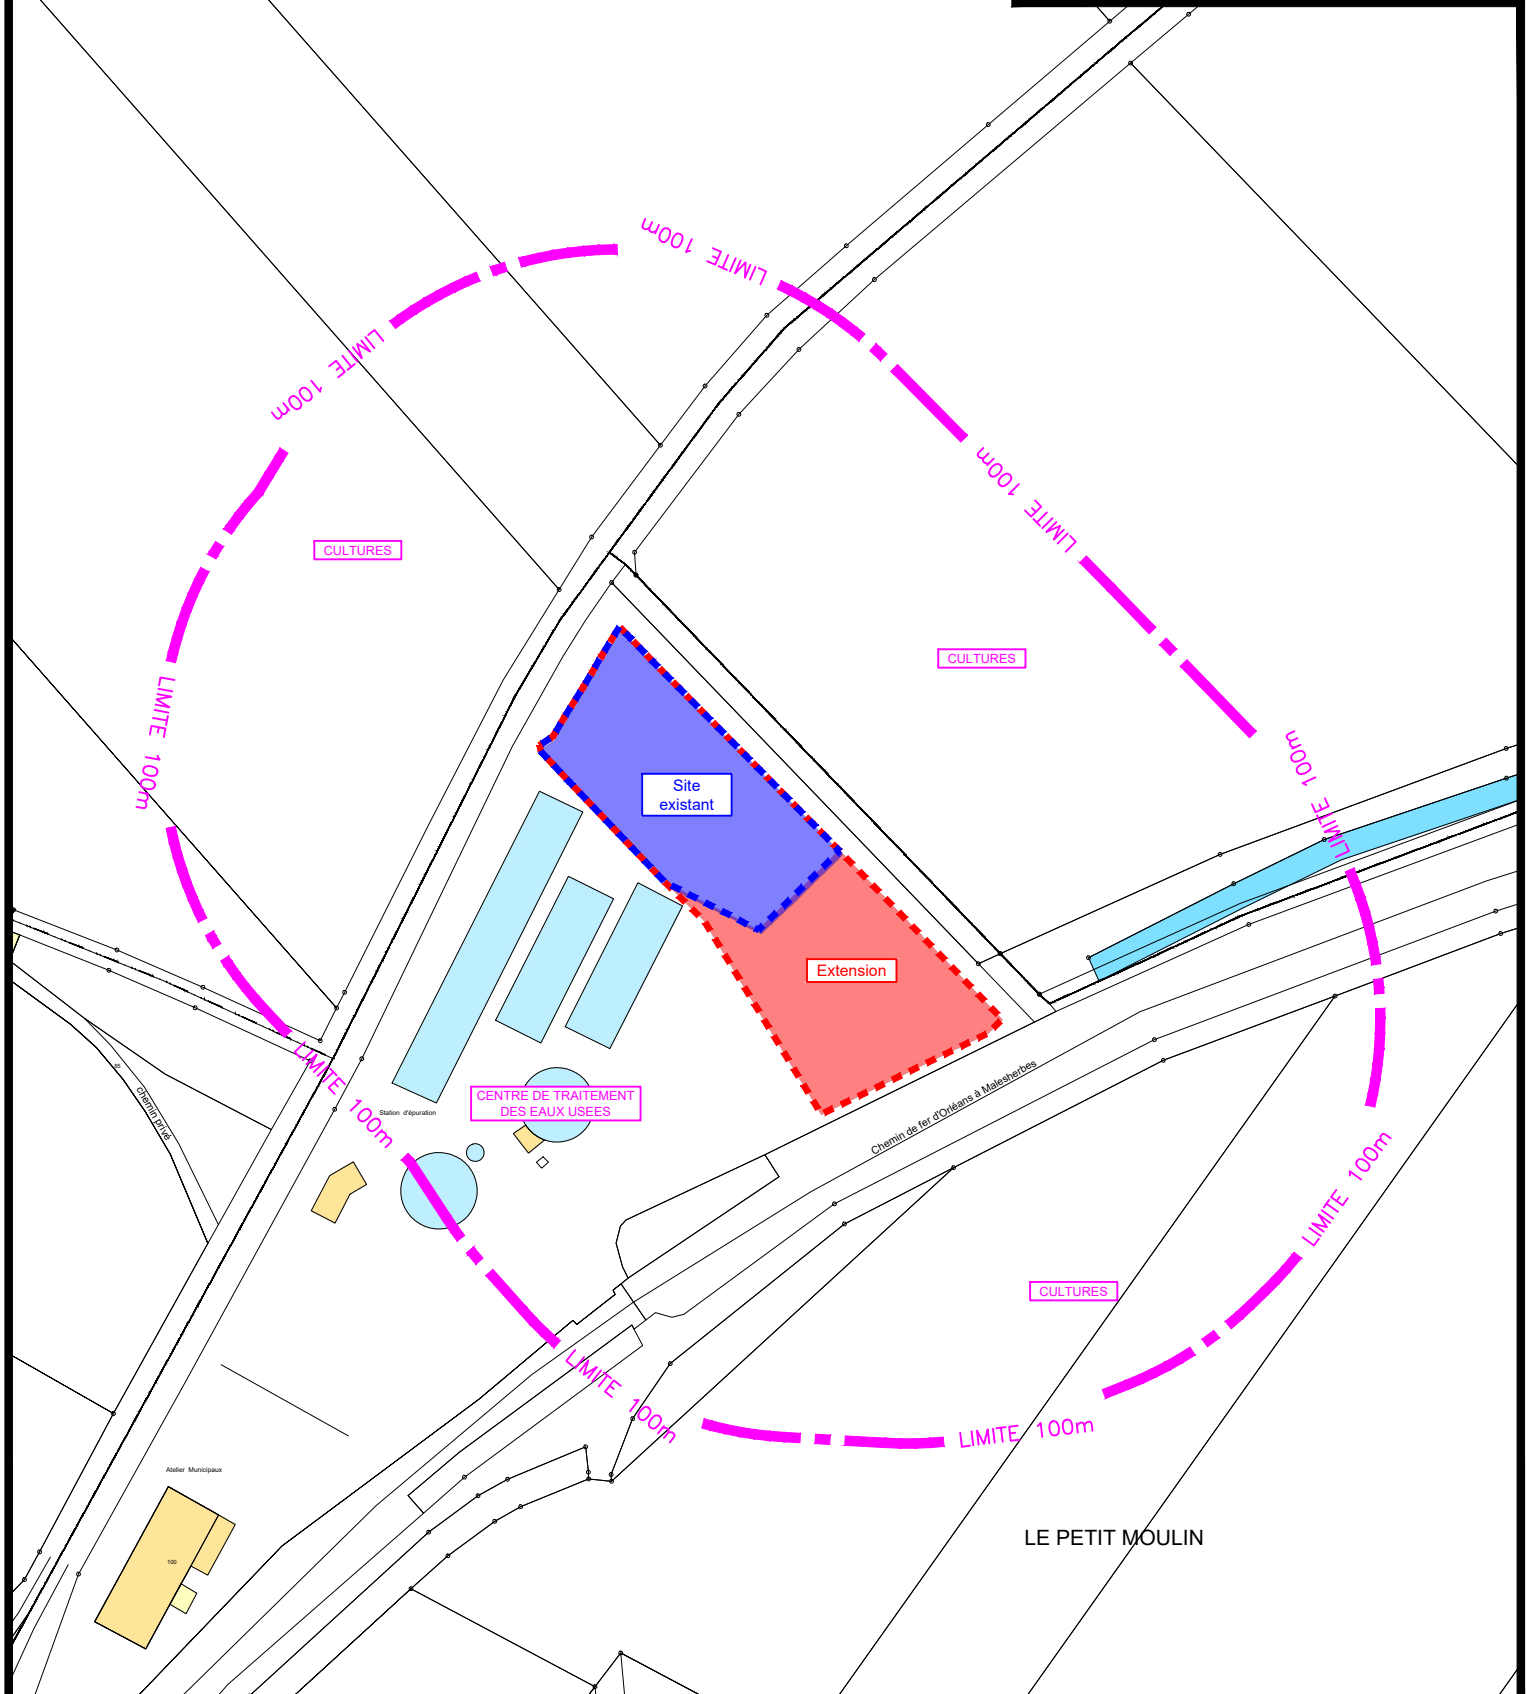 LIMITE 100m
LIMITE 100m
LIMITE 100m
CULTURES
CULTURES
LIMITE 100m
LIMITE 100m
Site
existant
Extension
LIMITE 100m
chemin privé
85
Station d'épuration
CENTRE DE TRAITEMENT
DES EAUX USEES
Chemin de fer d'Orléans à Malesherbes
LIMITE 100m
CULTURES
LIMITE 100m
LIMITE 100m
Atelier Municipaux
100
LE PETIT MOULIN